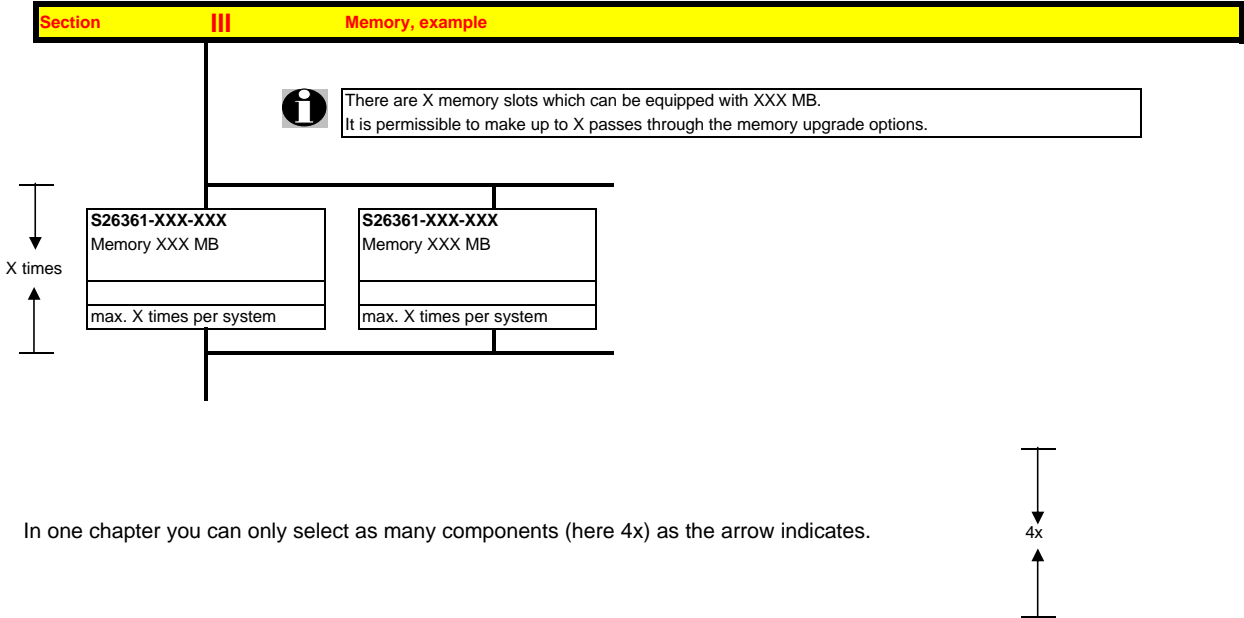 Section III Memory, example
There are X memory slots which can be equipped with XXX MB.
It is permissible to make up to X passes through the memory upgrade options.
S26361-XXX-XXX
Memory XXX MB
max. X times per system
S26361-XXX-XXX
Memory XXX MB
max. X times per system
X times
In one chapter you can only select as many components (here 4x) as the arrow indicates.
4x